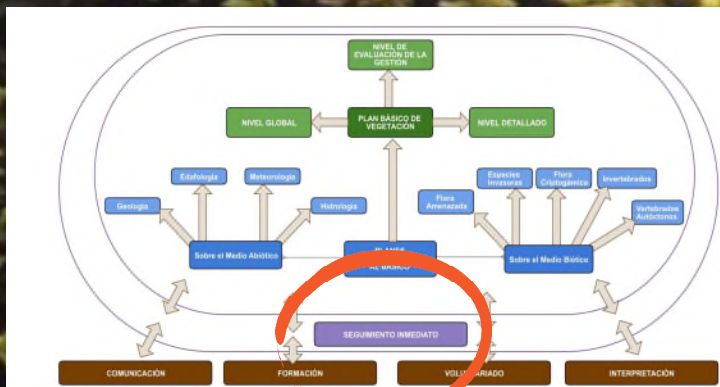 NIVEL DE
EVALUACIÓN DE LA
GESTIÓN
NIVEL GLOBAL
PLAN BÁSICO DE
VEGETACIÓN
NIVEL DETALLADO
Edafología
Meteorología
Geología
Hidrología
Especies
Invasoras
Flora
Criptogámica
Invertebrados
Flora
Amenazada
Vertebrados
Autóctonos
Sobre el Medio Abiótico
AL BÁSICO
Sobre el Medio Biótico
SEGUIMIENTO INMEDIATO
COMUNICACIÓN
FORMACIÓN
INTERPRETACIÓN